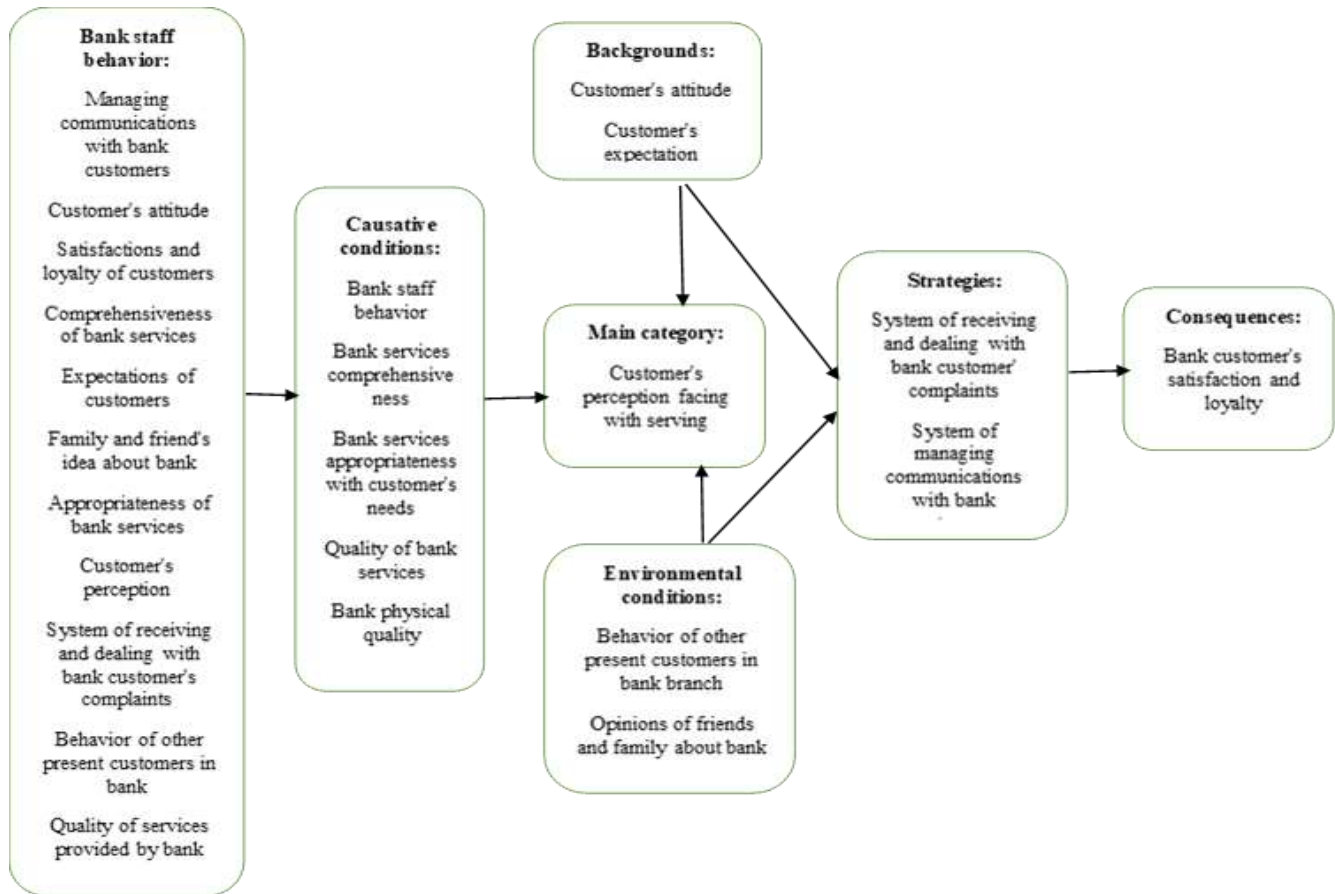 Bank staff
behavior:
Managing
communications
with bank
customers
Customer's attitude
Satisfactions and
loyalty of customers
Comprehensiveness
of bank services
Expectations of
customers
Family and friend's
idea about bank
Appropriateness of
bank services
Customer's
perception
System of receiving
and dealing with
bank customer's
complaints
Behavior of other
present customers in
bank
Quality of services
provided by bank
Causative
conditions:
Bank staff
behavior
Bank services
comprehensive
ness
Bank services
appropriateness
with customer's
needs
Quality of bank
services
Bank physical
quality
Backgrounds:
Customer's attitude
Customer's
expectation
Main category:
Customer's
perception facing
with serving
Environmental
conditions:
Behavior of other
present customers in
bank branch
Opinions of friends
and family about bank
Strategies:
System of receiving
and dealing with
bank customer'
complaints
System of
managing
communications
with bank
Consequences:
Bank customer's
satisfaction and
loyalty